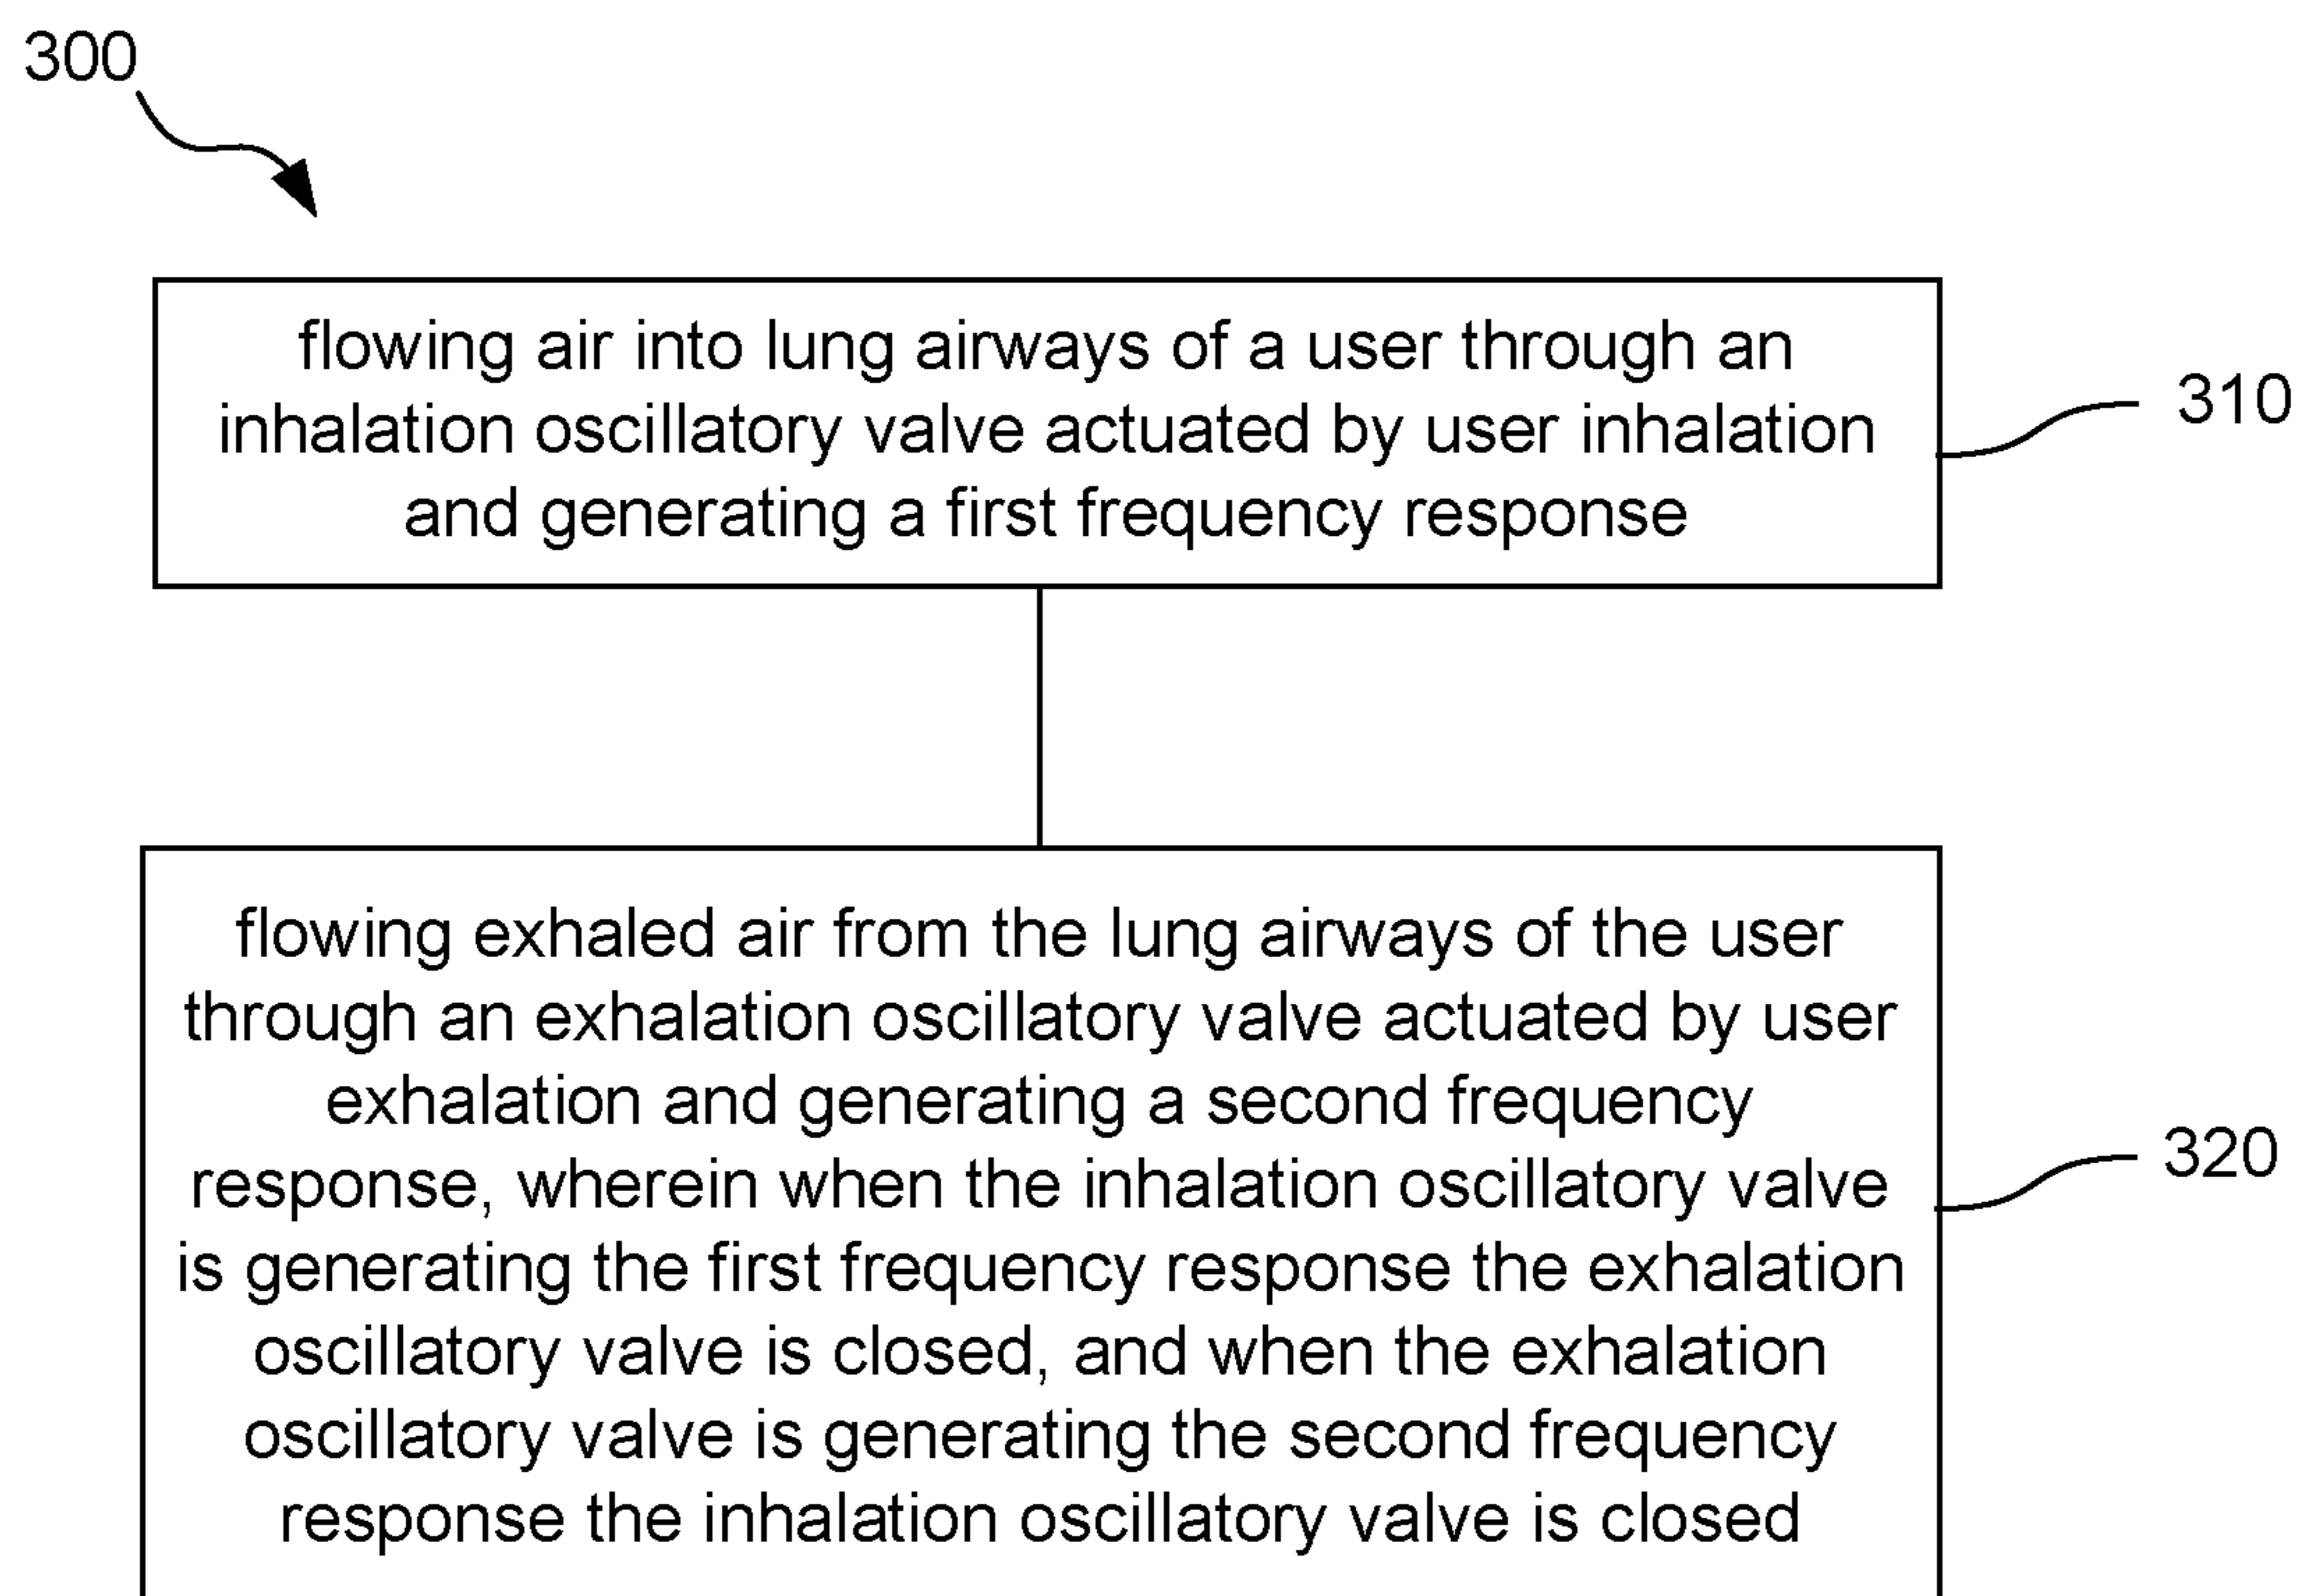 300
flowing air into lung airways of a user through an
inhalation oscillatory valve actuated by user inhalation
and generating a first frequency response
310
flowing exhaled air from the lung airways of the user
through an exhalation oscillatory valve actuated by user
exhalation and generating a second frequency
response, wherein when the inhalation oscillatory valve
is generating the first frequency response the exhalation
oscillatory valve is closed, and when the exhalation
oscillatory valve is generating the second frequency
response the inhalation oscillatory valve is closed
320